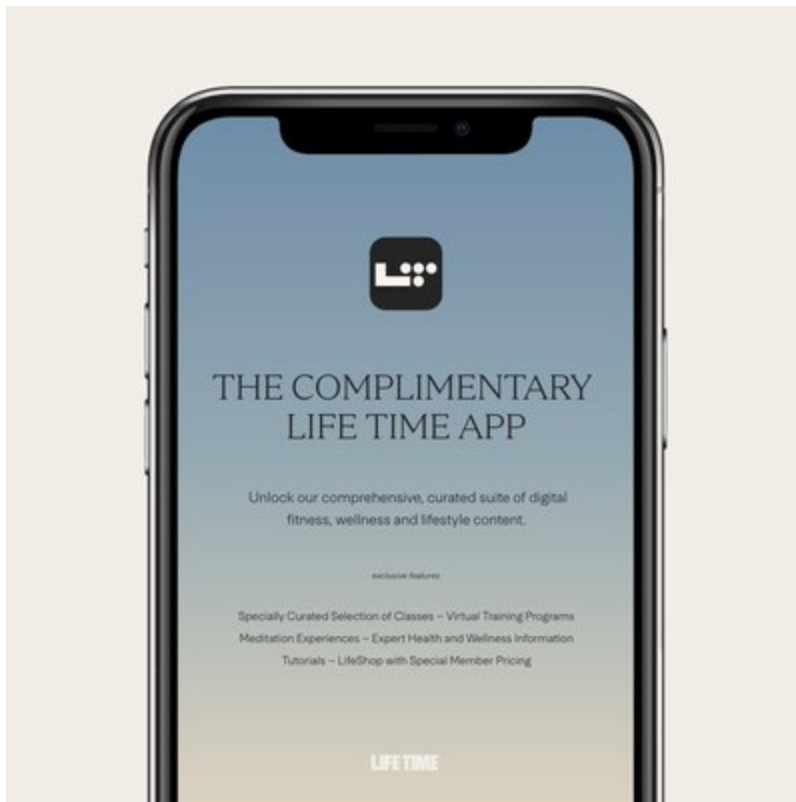 THE COMPLIMENTARY
LIFE TIME APP
Unlock our comprehensive, curated suite of digital
fitness, wellness and lifestyle content.
exclusive features
Specially Curated Selection of Classes – Virtual Training Programs
Meditation Experiences – Expert Health and Wellness Information
Tutorials – LifeShop with Special Member Pricing
LIFE TIME